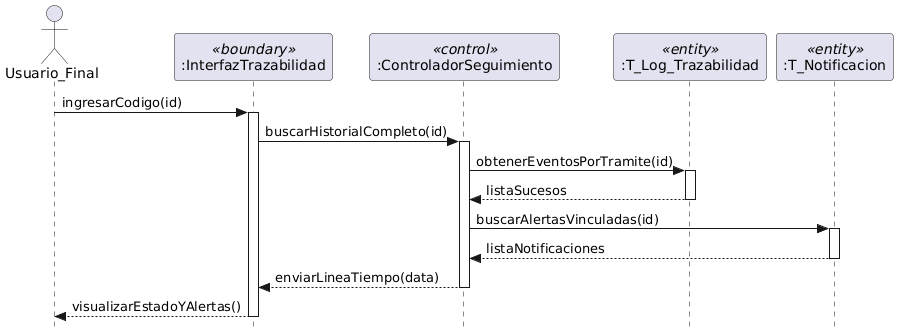 Usuario_Final
«boundary»
:InterfazTrazabilidad
«control»
:ControladorSeguimiento
«entity»
:T_Log_Trazabilidad
«entity»
:T_Notificacion
ingresarCodigo(id)
buscarHistorialCompleto(id)
obtenerEventosPorTramite(id)
listaSucesos
buscarAlertasVinculadas(id)
listaNotificaciones
enviarLineaTiempo(data)
visualizarEstadoYAlertas()